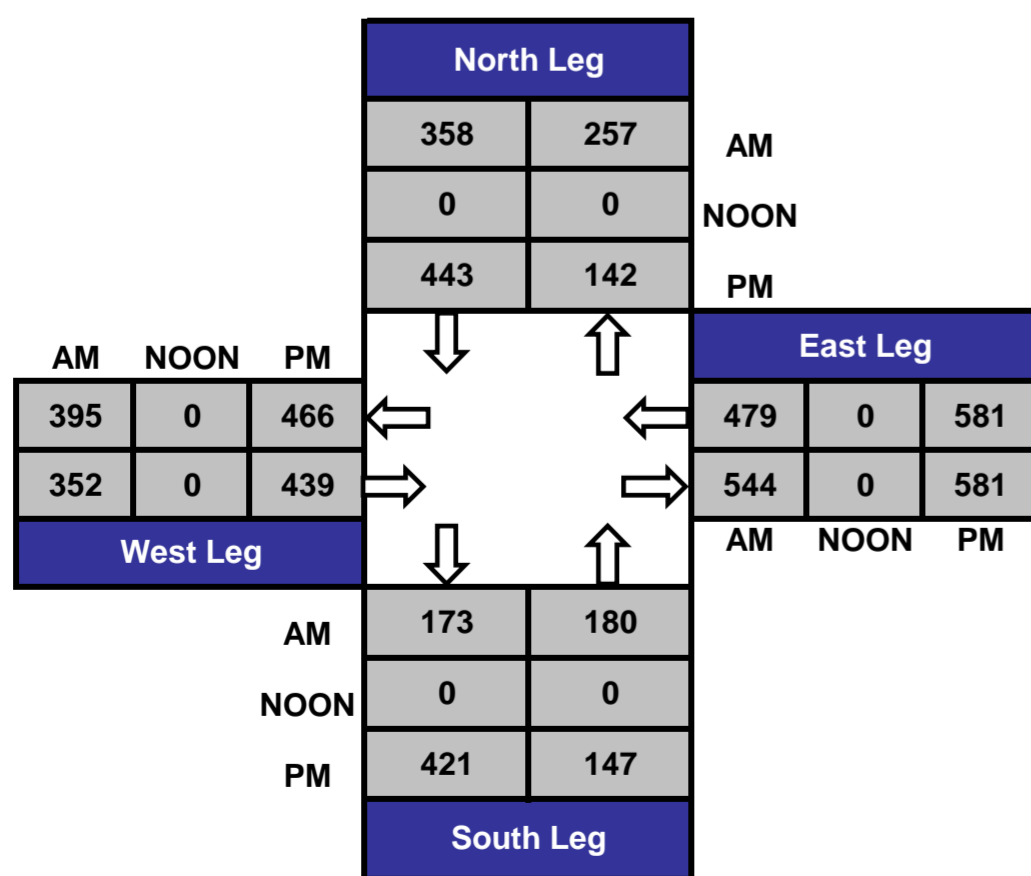 North Leg
358 257 AM
0 0 NOON
443 142 PM
AM NOON PM East Leg
395 0 466 479 0 581
352 0 439 544 0 581
West Leg AM NOON PM
AM 173 180
NOON 0 0
PM 421 147
South Leg